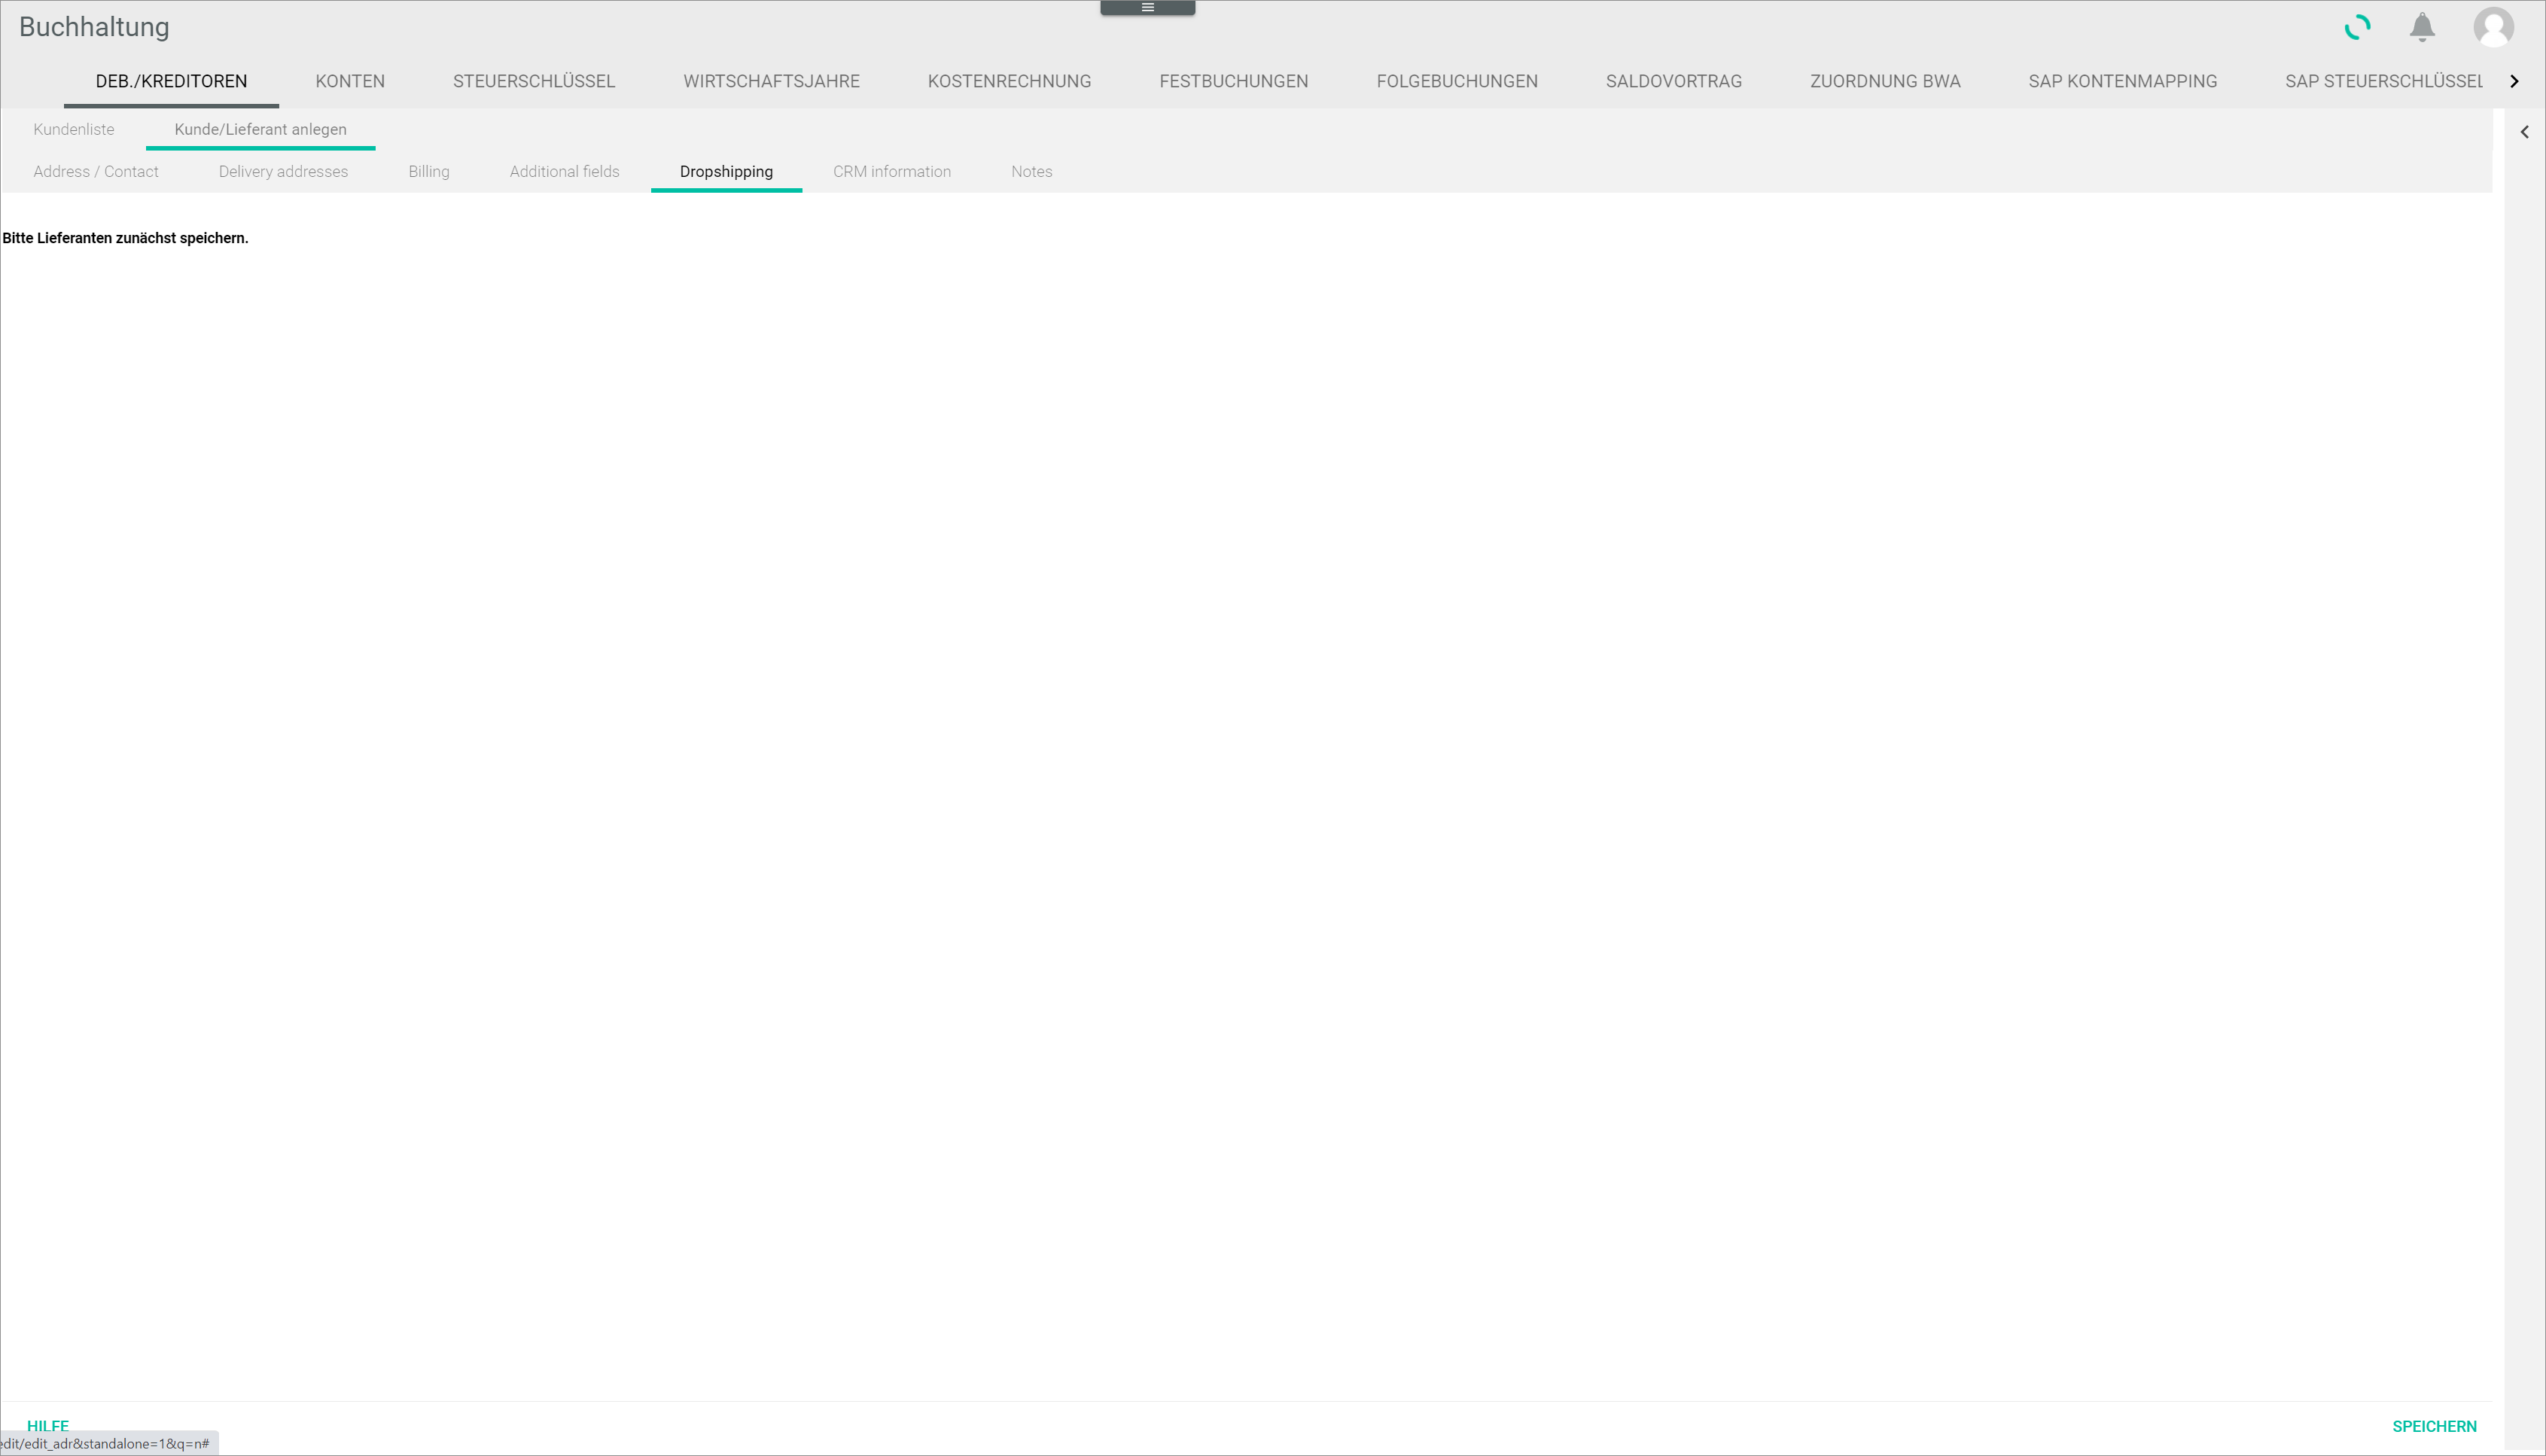 Buchhaltung
DEB./KREDITOREN KONTEN STEUERSCHLÜSSEL WIRTSCHAFTSJAHRE KOSTENRECHNUNG FESTBUCHUNGEN FOLGEBUCHUNGEN SALDOVORTRAG ZUORDNUNG BWA SAP KONTENMAPPING SAP STEUERSCHLÜSSEL
Kundenliste Kunde/Lieferant anlegen
Address / Contact Delivery addresses Billing Additional fields Dropshipping CRM information Notes
Bitte Lieferanten zunächst speichern.
HILFE SPEICHERN
edit/edit_adr&standalone=1&q=n#